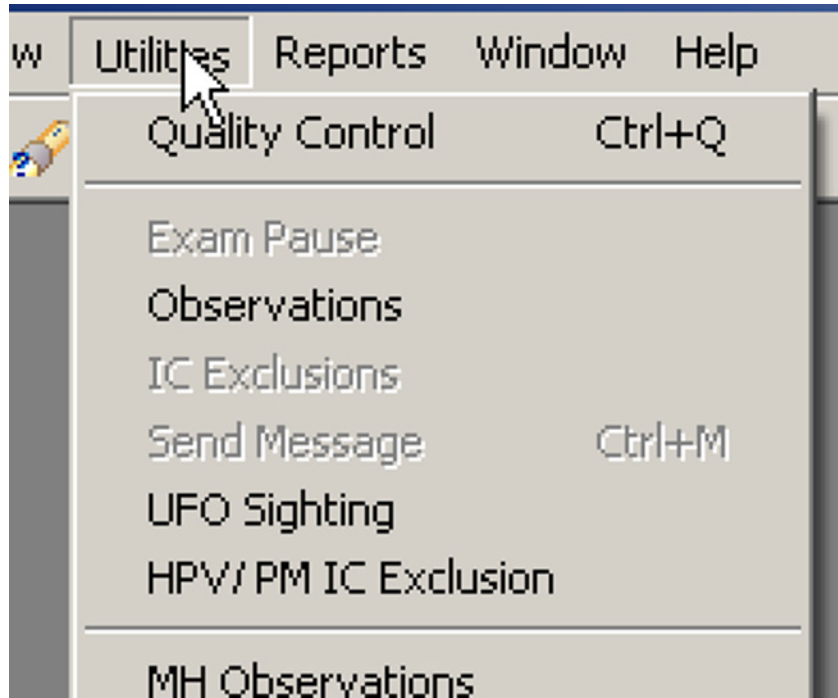 w Utilities Reports Window Help
Quality Control Ctrl+Q
Exam Pause
Observations
IC Exclusions
Send Message Ctrl+M
UFO Sighting
HPV/ PM IC Exclusion
MH Observations